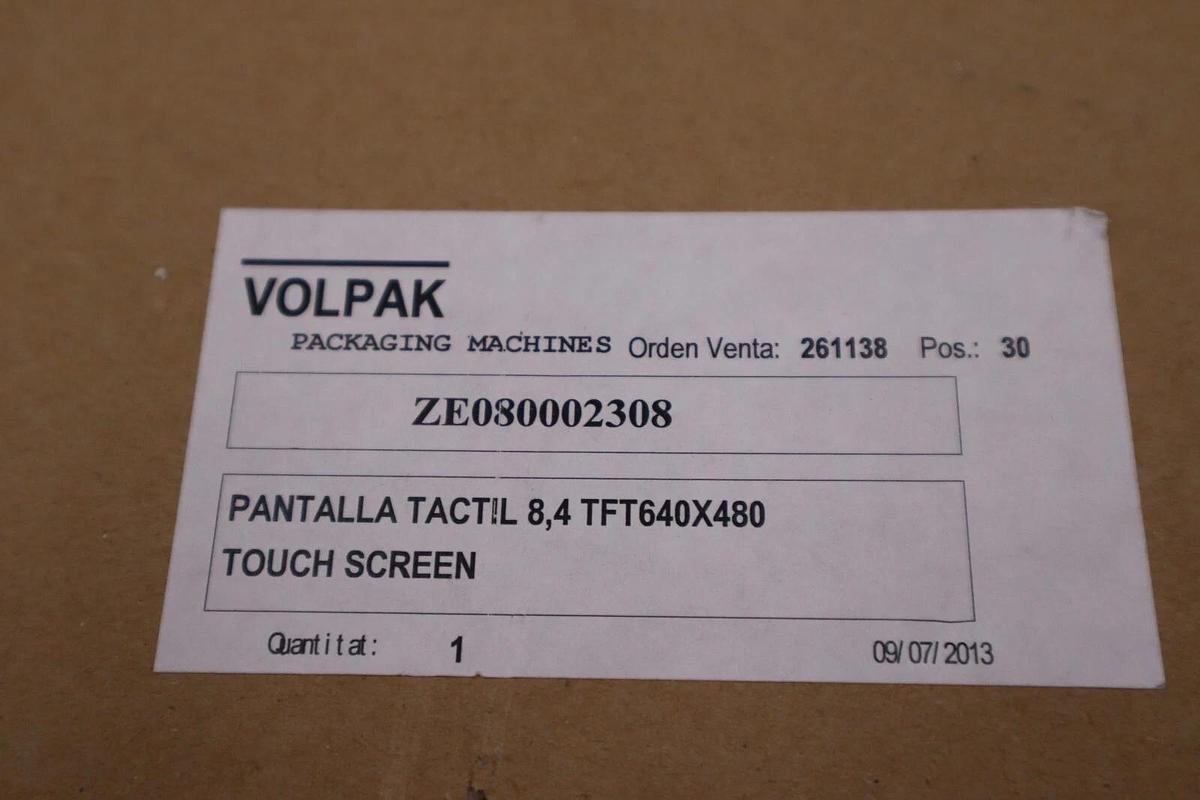 VOLPAK
PACKAGING MACHINES Orden Venta: 261138 Pos.: 30
ZE080002308
PANTALLA TACTIL 8,4 TFT640X480
TOUCH SCREEN
Quantitat: 1 09/07/2013